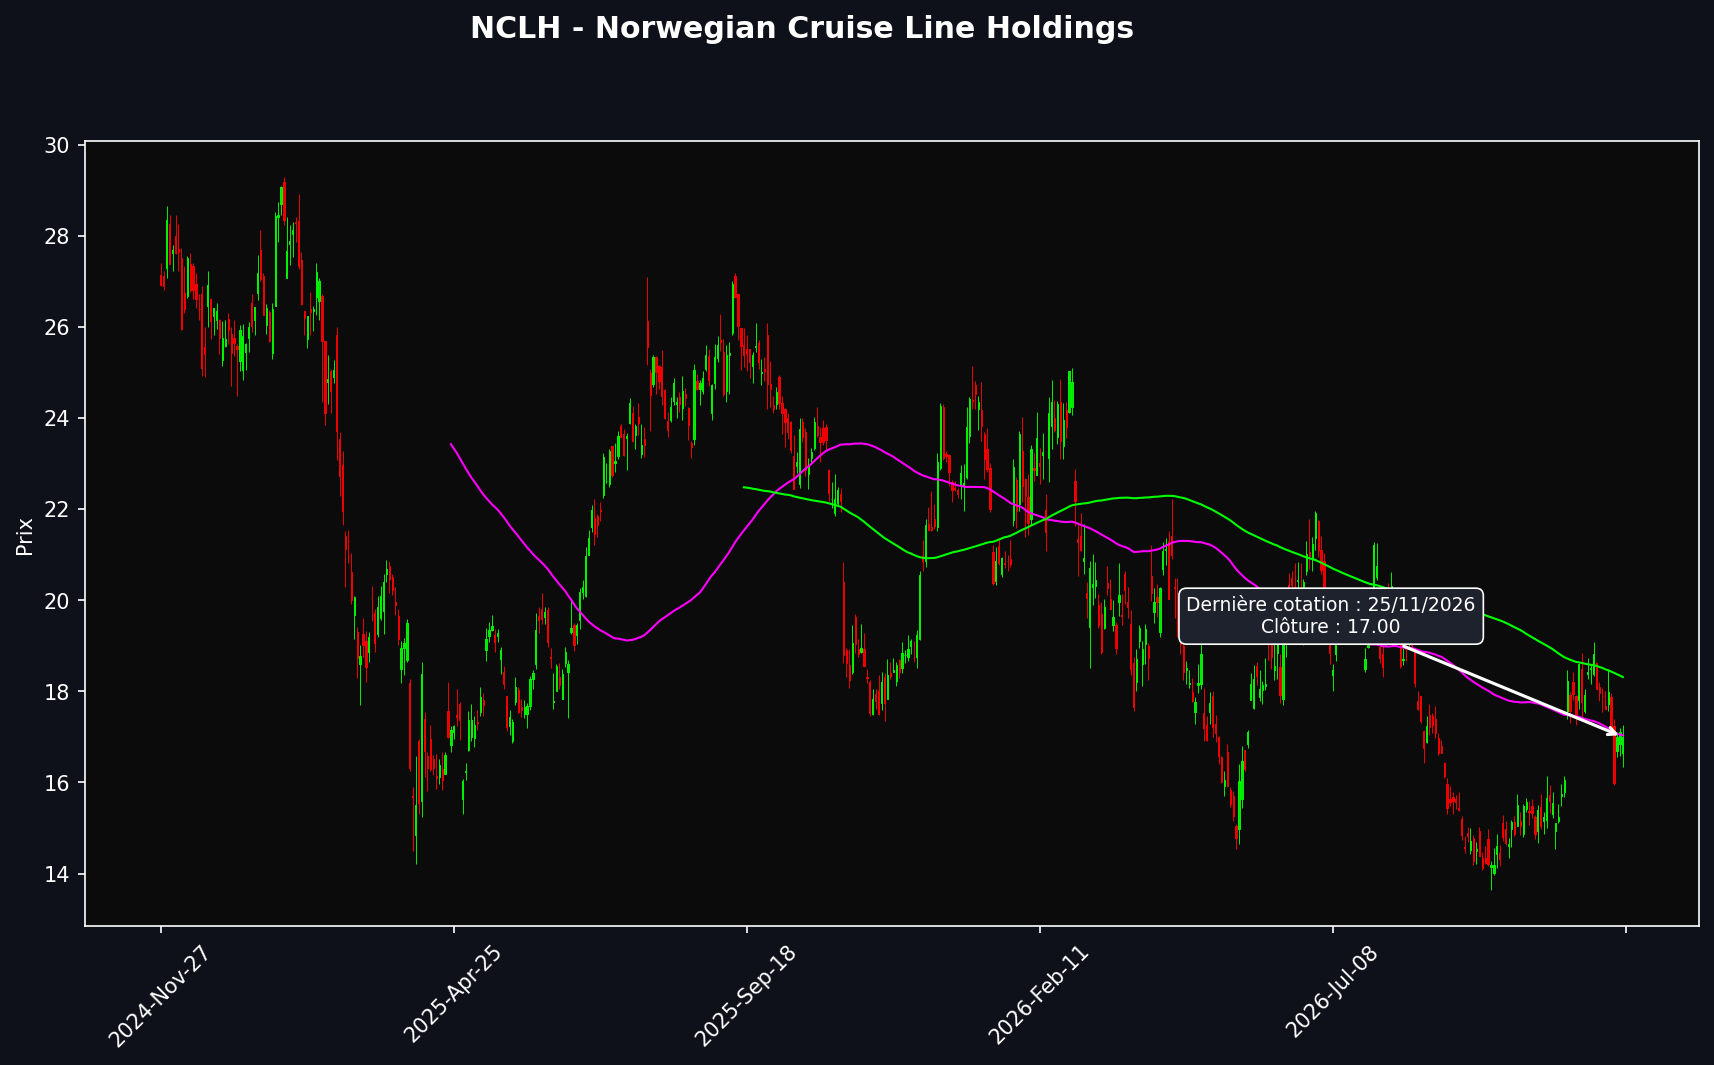 NCLH - Norwegian Cruise Line Holdings
Prix
30
28
26
24
22
20
18
16
14
Dernière cotation : 25/11/2026
Clôture : 17.00
2024-Nov-27
2025-Apr-25
2025-Sep-18
2026-Feb-11
2026-Jul-08